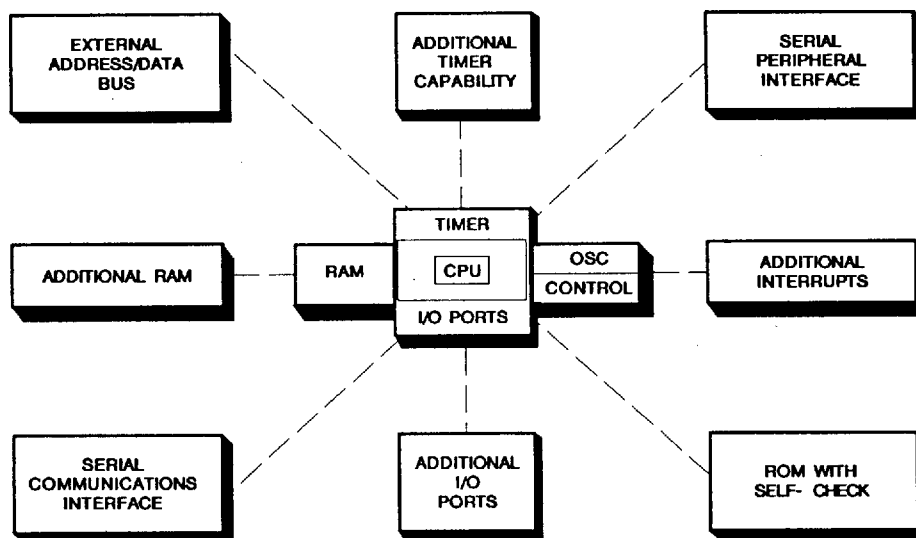 EXTERNAL
ADDRESS/DATA
BUS
ADDITIONAL
TIMER
CAPABILITY
SERIAL
PERIPHERAL
INTERFACE
ADDITIONAL RAM
RAM
TIMER
CPU
I/O PORTS
OSC
CONTROL
ADDITIONAL
INTERRUPTS
SERIAL
COMMUNICATIONS
INTERFACE
ADDITIONAL
I/O
PORTS
ROM WITH
SELF- CHECK